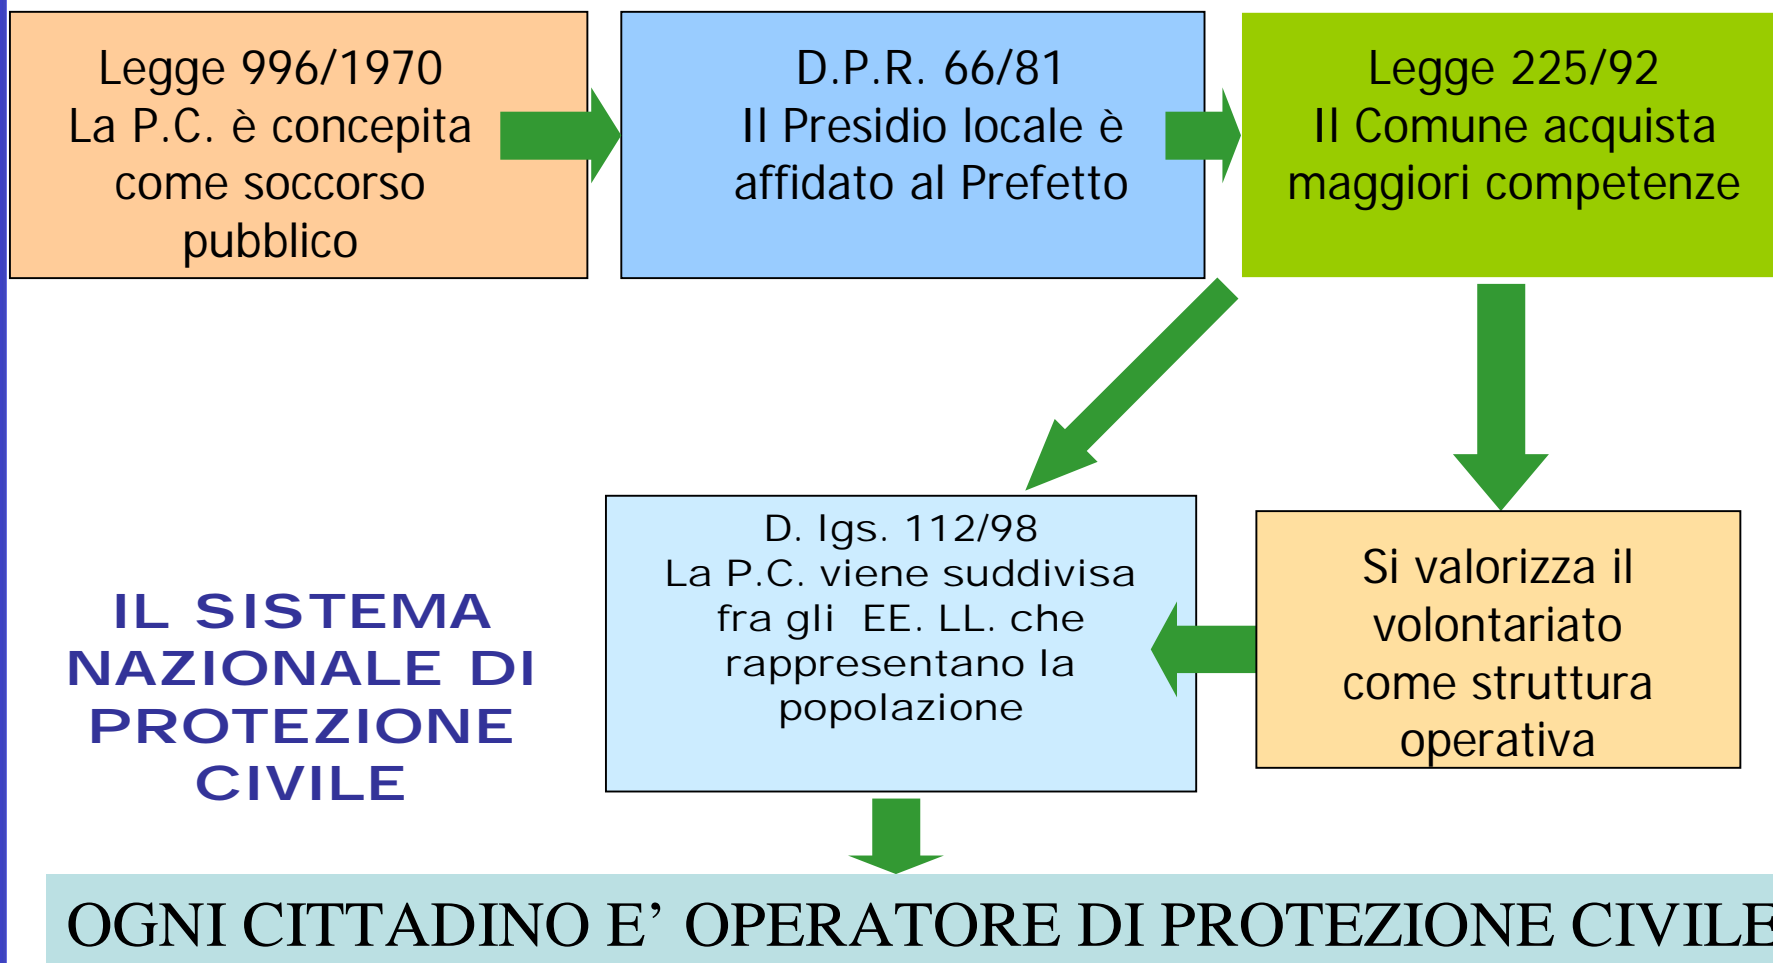 Legge 996/1970
La P.C. è concepita
come soccorso
pubblico
D.P.R. 66/81
Il Presidio locale è
affidato al Prefetto
Legge 225/92
Il Comune acquista
maggiori competenze
D. lgs. 112/98
La P.C. viene suddivisa
fra gli EE. LL. che
rappresentano la
popolazione
Si valorizza il
volontariato
come struttura
operativa
IL SISTEMA
NAZIONALE DI
PROTEZIONE
CIVILE
OGNI CITTADINO E’ OPERATORE DI PROTEZIONE CIVILE